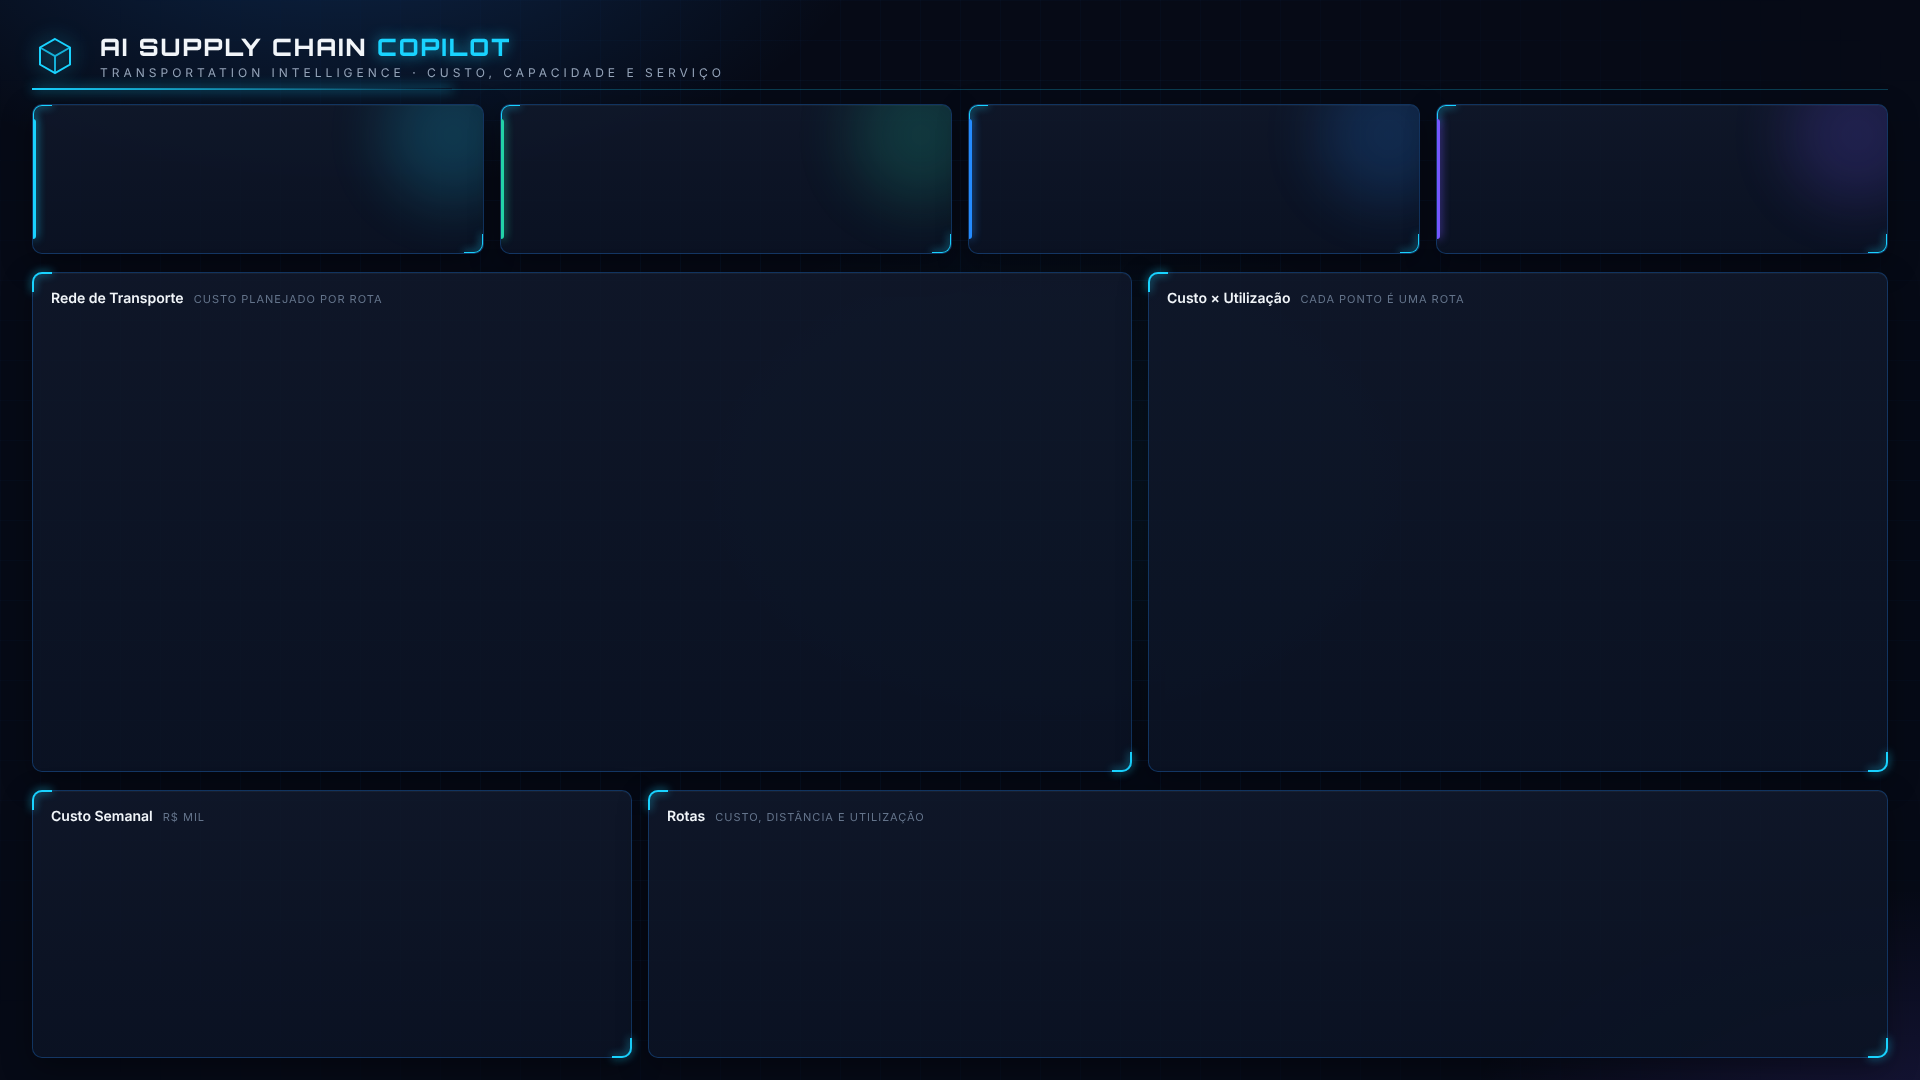 AI SUPPLY CHAIN COPILOT
TRANSPORTATION INTELLIGENCE · CUSTO, CAPACIDADE E SERVIÇO
Rede de Transporte CUSTO PLANEJADO POR ROTA
Custo × Utilização CADA PONTO É UMA ROTA
Custo Semanal R$ MIL
Rotas CUSTO, DISTÂNCIA E UTILIZAÇÃO